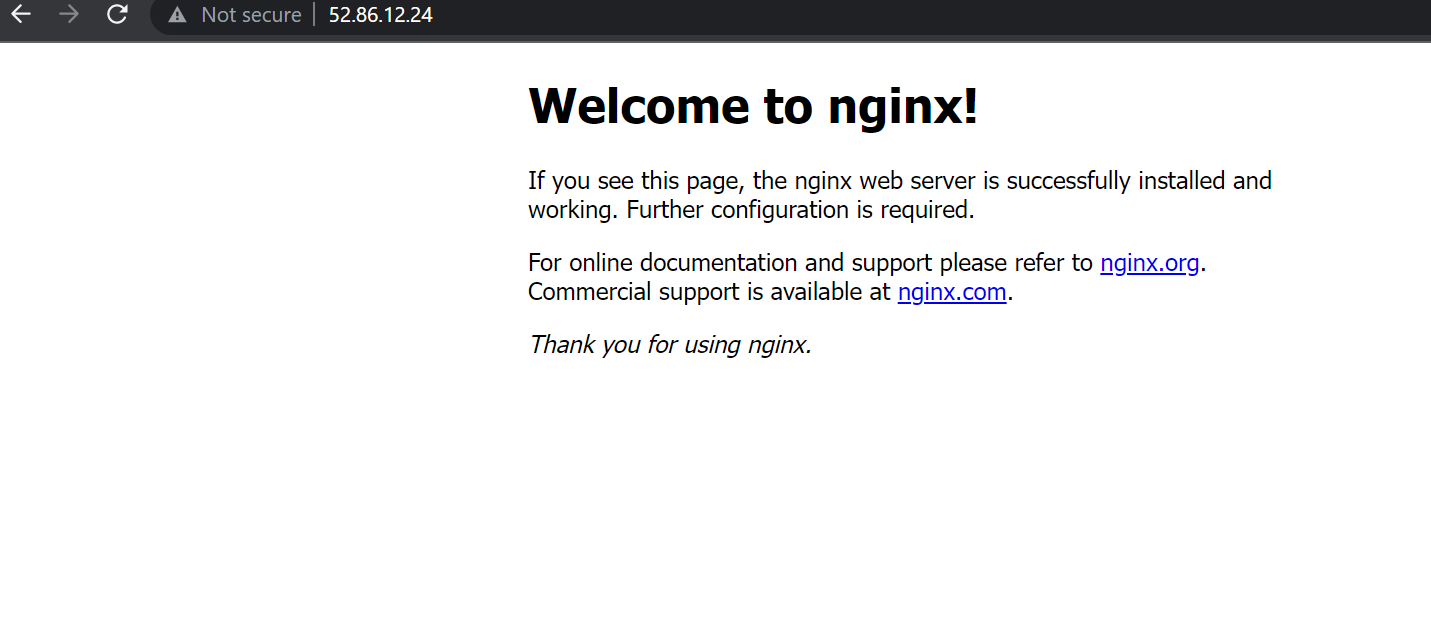 Not secure | 52.86.12.24
Welcome to nginx!
If you see this page, the nginx web server is successfully installed and
working. Further configuration is required.
For online documentation and support please refer to nginx.org.
Commercial support is available at nginx.com.
Thank you for using nginx.